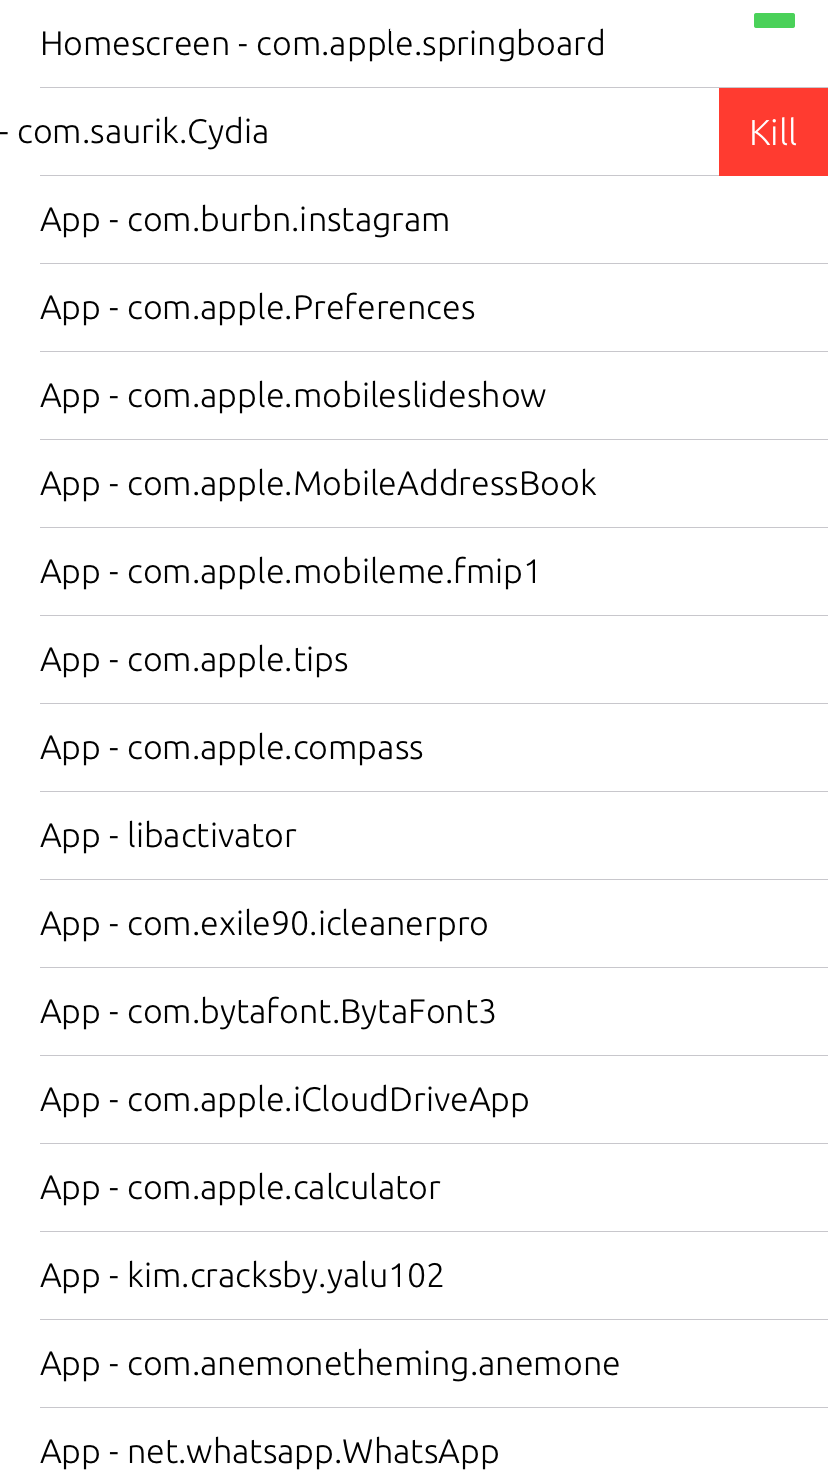 Homescreen - com.apple.springboard
- com.saurik.Cydia
Kill
App - com.burbn.instagram
App - com.apple.Preferences
App - com.apple.mobileslideshow
App - com.apple.MobileAddressBook
App - com.apple.mobileme.fmip1
App - com.apple.tips
App - com.apple.compass
App - libactivator
App - com.exile90.icleanerpro
App - com.bytafont.BytaFont3
App - com.apple.iCloudDriveApp
App - com.apple.calculator
App - kim.cracksby.yalu102
App - com.anemonetheming.anemone
App - net.whatsapp.WhatsApp